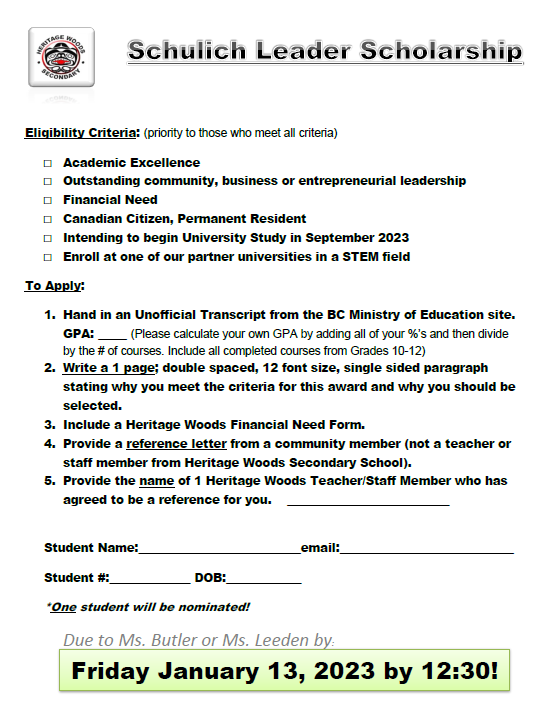 HERITAGE WOODS
SECONDARY
Schulich Leader Scholarship
Eligibility Criteria: (priority to those who meet all criteria)
□ Academic Excellence
□ Outstanding community, business or entrepreneurial leadership
□ Financial Need
□ Canadian Citizen, Permanent Resident
□ Intending to begin University Study in September 2023
□ Enroll at one of our partner universities in a STEM field
To Apply:
1. Hand in an Unofficial Transcript from the BC Ministry of Education site.
GPA: ____ (Please calculate your own GPA by adding all of your %'s and then divide
by the # of courses. Include all completed courses from Grades 10-12)
2. Write a 1 page; double spaced, 12 font size, single sided paragraph
stating why you meet the criteria for this award and why you should be
selected.
3. Include a Heritage Woods Financial Need Form.
4. Provide a reference letter from a community member (not a teacher or
staff member from Heritage Woods Secondary School).
5. Provide the name of 1 Heritage Woods Teacher/Staff Member who has
agreed to be a reference for you. ______________________
Student Name:______________________email:________________________
Student #:___________ DOB:__________
*One student will be nominated!
Due to Ms. Butler or Ms. Leeden by:
Friday January 13, 2023 by 12:30!